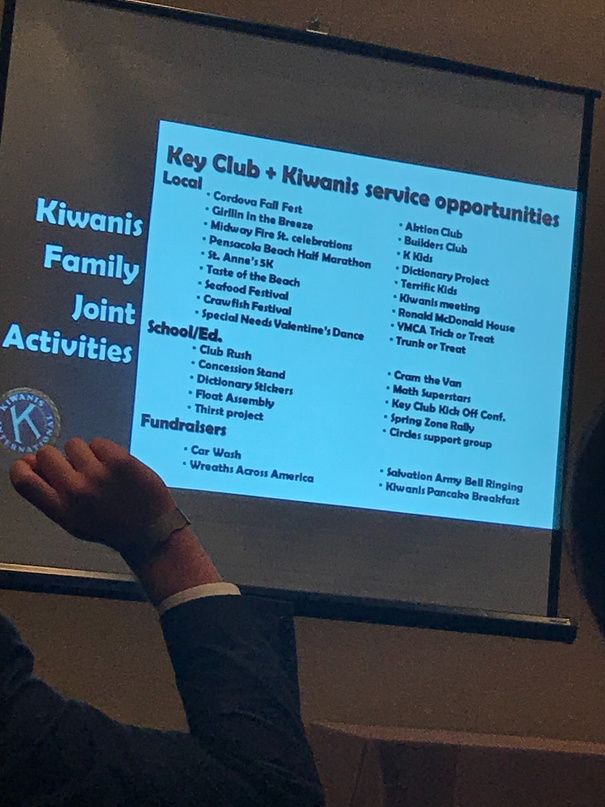 Kiwanis
Family
Joint
Activities
KIWANIS
K
INTERNATIONAL
Key Club + Kiwanis service opportunities
Local
• Cordova Fall Fest
• Girllin in the Breeze
• Midway Fire St. celebrations
• Pensacola Beach Half Marathon
• St. Anne's 5K
• Taste of the Beach
• Seafood Festival
• Crawfish Festival
• Special Needs Valentine's Dance
• Aktion Club
• Builders Club
• K Kids
• Dictionary Project
• Terrific Kids
• Kiwanis meeting
• Ronald McDonald House
• YMCA Trick or Treat
• Trunk or Treat
School/Ed.
• Club Rush
• Concession Stand
• Dictionary Stickers
• Float Assembly
• Thirst project
• Cram the Van
• Math Superstars
• Key Club Kick Off Conf.
• Spring Zone Rally
• Circles support group
Fundraisers
• Car Wash
• Wreaths Across America
• Salvation Army Bell Ringing
• Kiwanis Pancake Breakfast